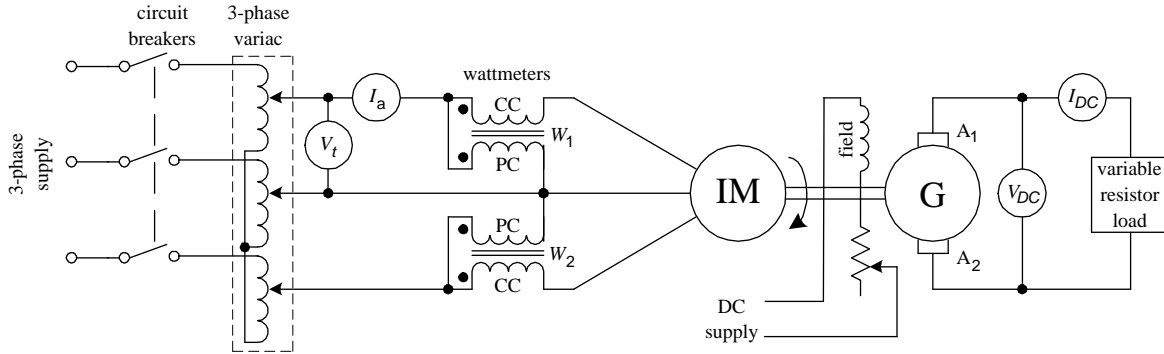 circuit
breakers
3-phase
variac
3-phase
supply
I a
V t
wattmeters
CC
W 1
PC
PC
W 2
CC
IM
field
DC
supply
A 1
G
A 2
V DC
I DC
variable
resistor
load